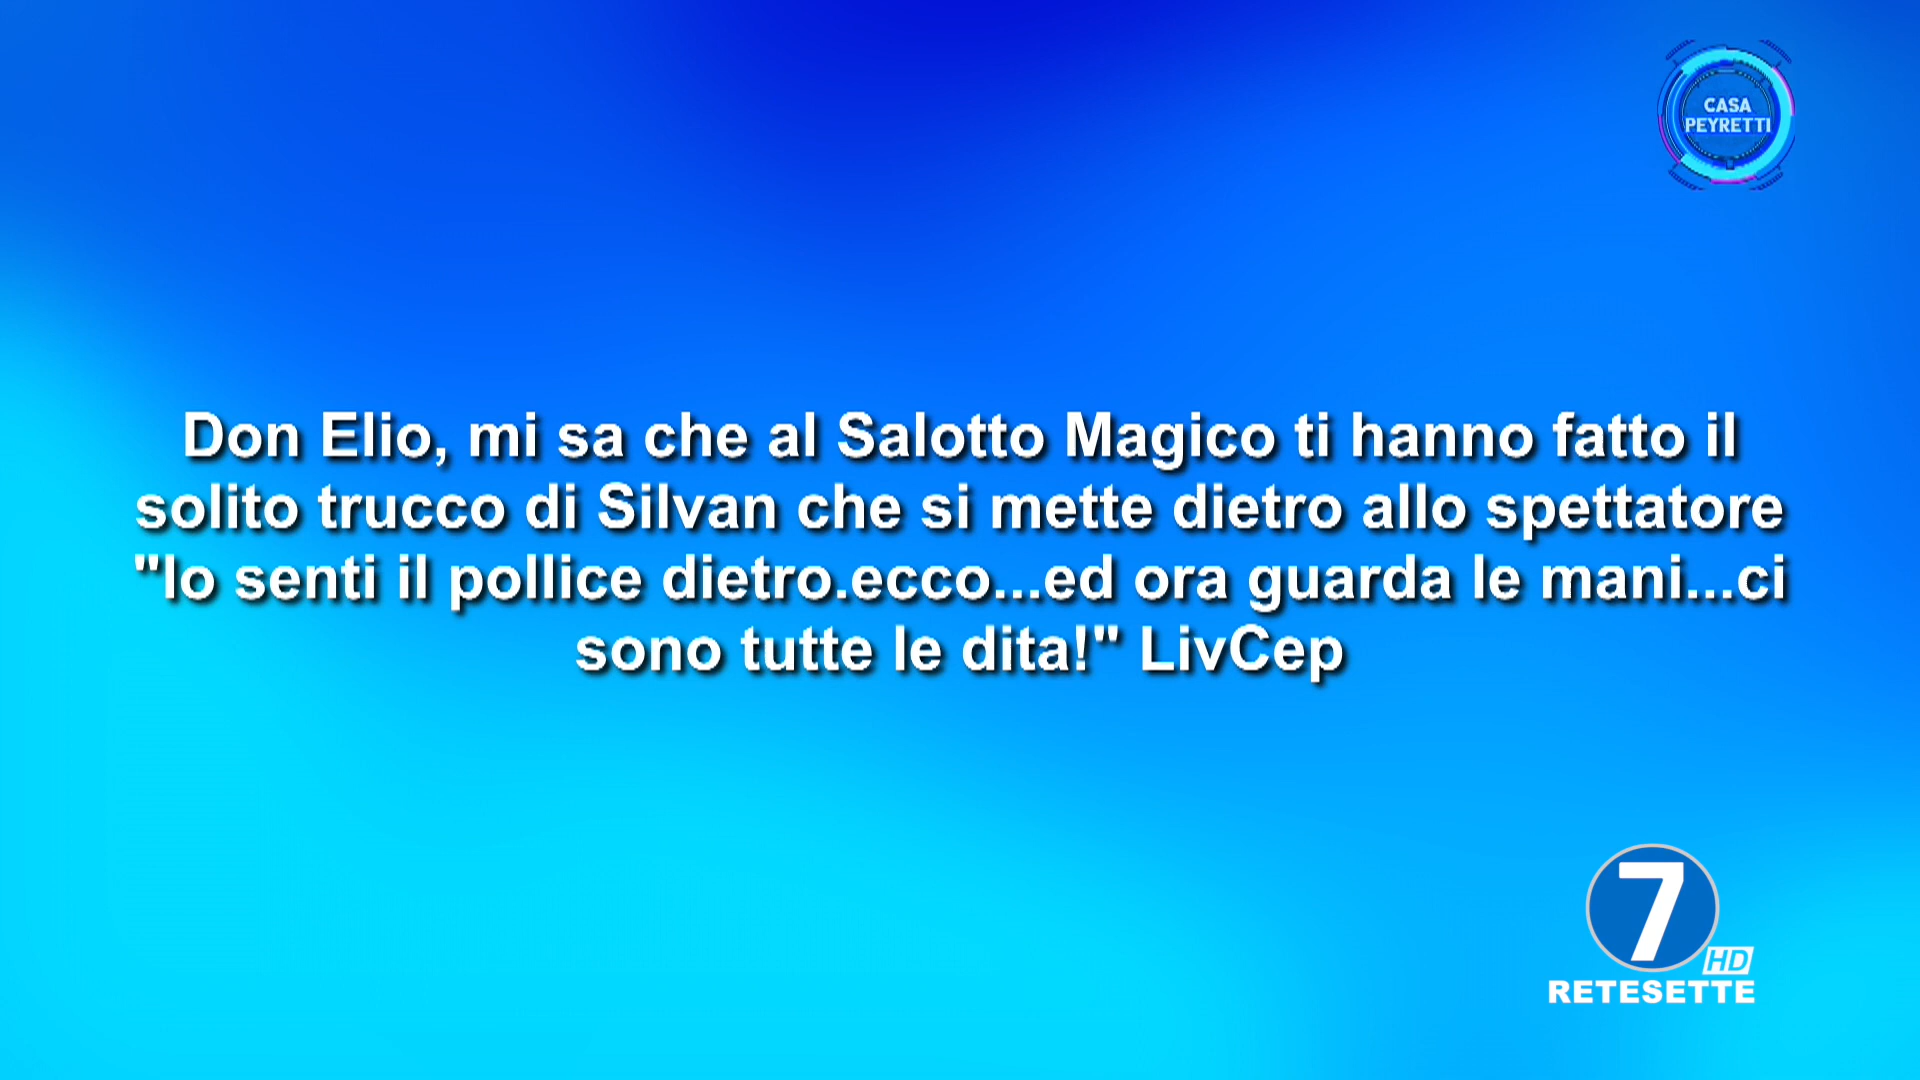 CASA
PEYRETTI
Don Elio, mi sa che al Salotto Magico ti hanno fatto il
solito trucco di Silvan che si mette dietro allo spettatore
"lo senti il pollice dietro.ecco...ed ora guarda le mani...ci
sono tutte le dita!" LivCep
7
HD
RETESETTE